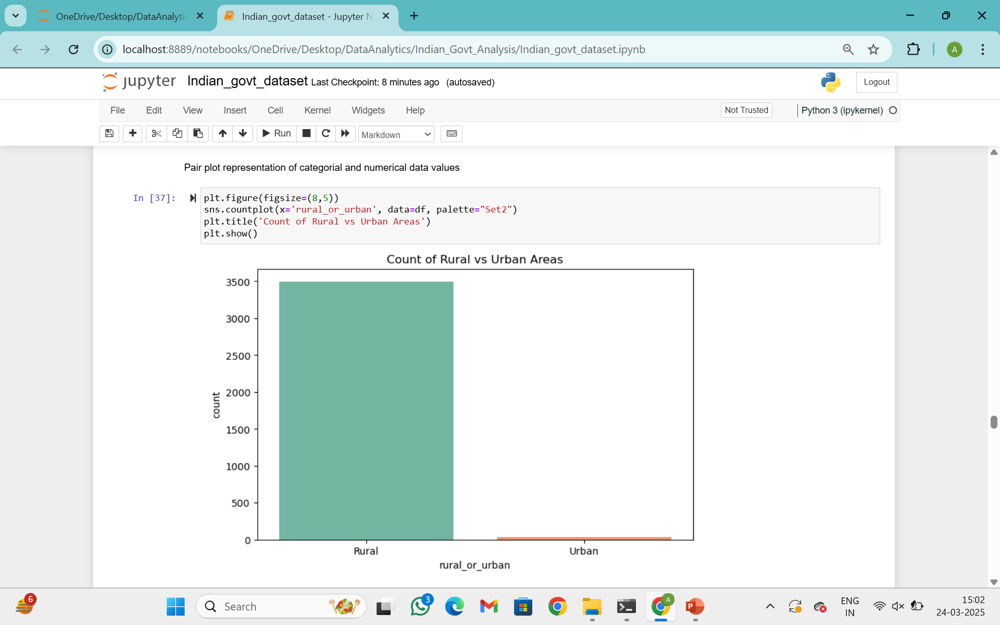 OneDrive/Desktop/DataAnalytic
Indian_govt_dataset - Jupyter N
localhost:8889/notebooks/OneDrive/Desktop/DataAnalytics/Indian_Govt_Analysis/Indian_govt_dataset.ipynb
A
jupyter Indian_govt_dataset Last Checkpoint: 8 minutes ago (autosaved)
Logout
File Edit View Insert Cell Kernel Widgets Help
Not Trusted
Python 3 (ipykernel)
Run
Markdown
Pair plot representation of categorial and numerical data values
In [37]:
plt.figure(figsize=(8,5))
sns.countplot(x='rural_or_urban', data=df, palette="Set2")
plt.title('Count of Rural vs Urban Areas')
plt.show()
Count of Rural vs Urban Areas
3500
3000
2500
2000
1500
1000
500
0
count
Rural
Urban
rural_or_urban
6
Search
3
A
P
ENG
IN
15:02
24-03-2025